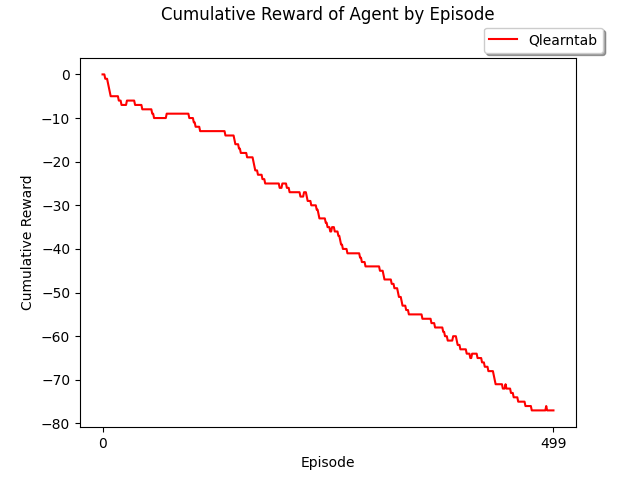 Cumulative Reward of Agent by Episode
Qlearntab
Cumulative Reward
0
−10
−20
−30
−40
−50
−60
−70
−80
0
499
Episode